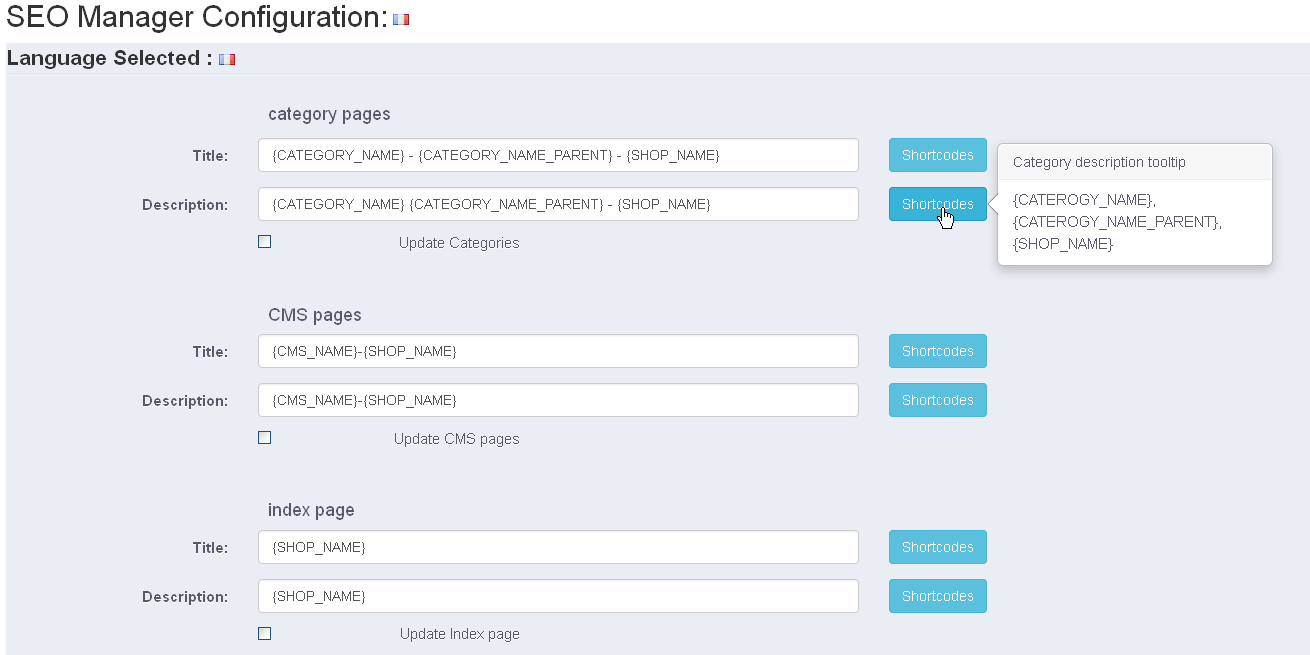 SEO Manager Configuration:
Language Selected :
category pages
Title: {CATEGORY_NAME} - {CATEGORY_NAME_PARENT} - {SHOP_NAME} Shortcodes
Description: {CATEGORY_NAME} {CATEGORY_NAME_PARENT} - {SHOP_NAME} Shortcodes
Update Categories
Category description tooltip
{CATEROGY_NAME},
{CATEROGY_NAME_PARENT},
{SHOP_NAME}
CMS pages
Title: {CMS_NAME}-{SHOP_NAME} Shortcodes
Description: {CMS_NAME}-{SHOP_NAME} Shortcodes
Update CMS pages
index page
Title: {SHOP_NAME} Shortcodes
Description: {SHOP_NAME} Shortcodes
Update Index page